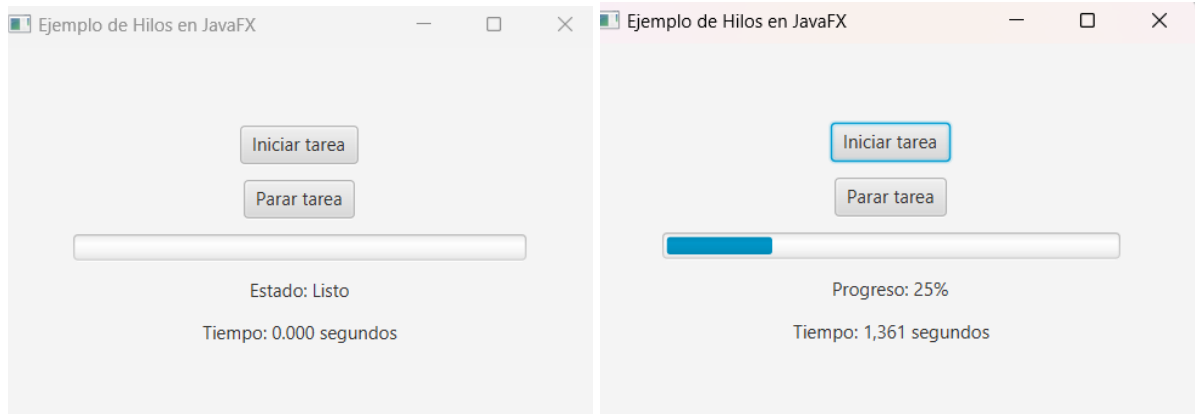 Ejemplo de Hilos en JavaFX
Iniciar tarea
Parar tarea
Estado: Listo
Tiempo: 0.000 segundos
Ejemplo de Hilos en JavaFX
Iniciar tarea
Parar tarea
Progreso: 25%
Tiempo: 1,361 segundos